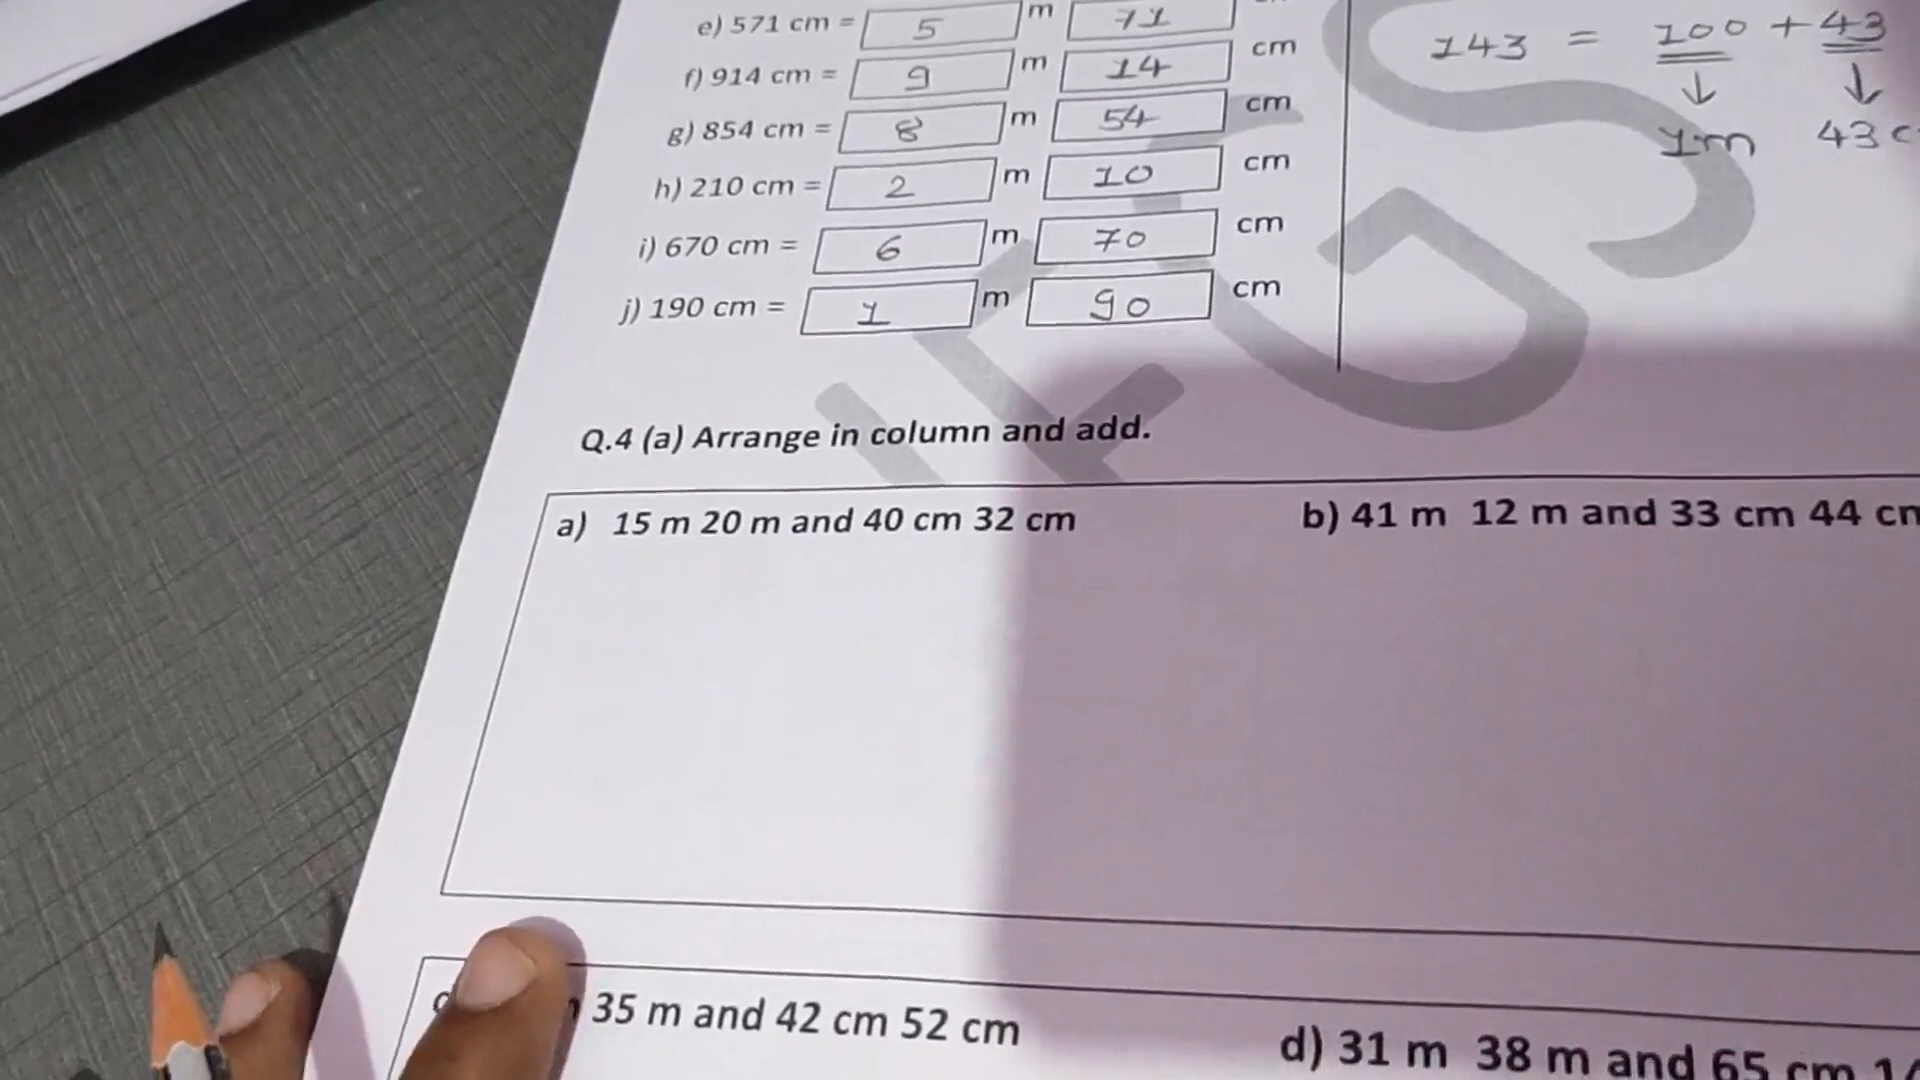 e) 571 cm = 5 m 71
f) 914 cm = 9 m 14 cm
g) 854 cm = 8 m 54 cm
h) 210 cm = 2 m 10 cm
i) 670 cm = 6 m 70 cm
j) 190 cm = 1 m 90 cm
143 = 100 + 43
1m 43 c
Q.4 (a) Arrange in column and add.
a) 15 m 20 m and 40 cm 32 cm
b) 41 m 12 m and 33 cm 44 cm
35 m and 42 cm 52 cm
d) 31 m 38 m and 65 cm